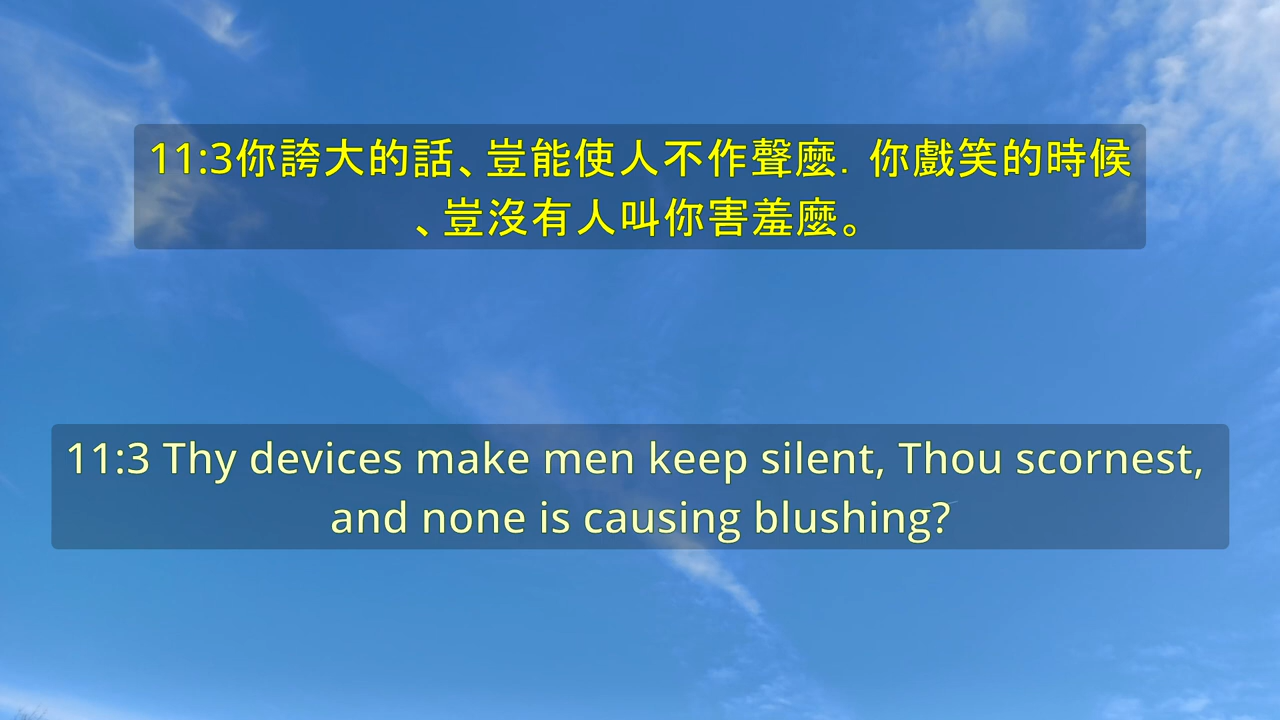 11:3你誇大的話、豈能使人不作聲麼．你戲笑的時候
、豈沒有人叫你害羞麼。
11:3 Thy devices make men keep silent, Thou scornest,
and none is causing blushing?